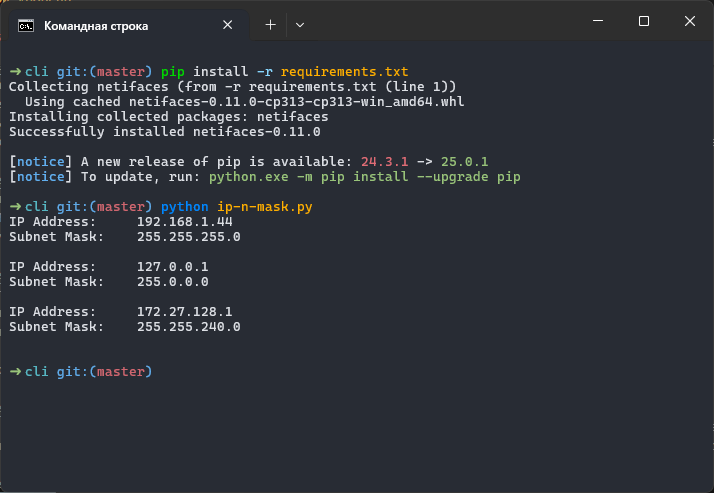 Командная строка
➜ cli git:(master) pip install -r requirements.txt
Collecting netifaces (from -r requirements.txt (line 1))
  Using cached netifaces-0.11.0-cp313-cp313-win_amd64.whl
Installing collected packages: netifaces
Successfully installed netifaces-0.11.0
[notice] A new release of pip is available: 24.3.1 -> 25.0.1
[notice] To update, run: python.exe -m pip install --upgrade pip
➜ cli git:(master) python ip-n-mask.py
IP Address:     192.168.1.44
Subnet Mask:    255.255.255.0
IP Address:     127.0.0.1
Subnet Mask:    255.0.0.0
IP Address:     172.27.128.1
Subnet Mask:    255.255.240.0
➜ cli git:(master)